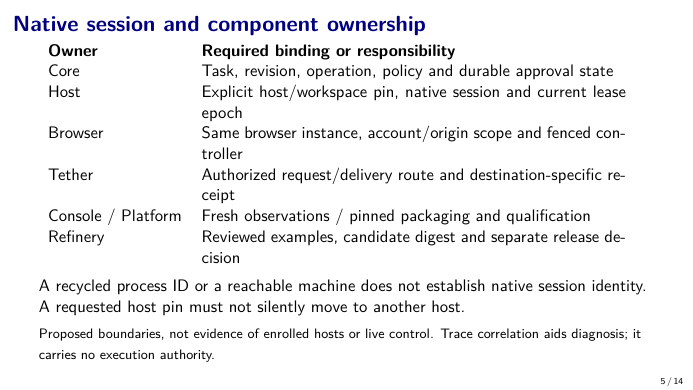 Native session and component ownership
Owner Required binding or responsibility
Core Task, revision, operation, policy and durable approval state
Host Explicit host/workspace pin, native session and current lease
epoch
Browser Same browser instance, account/origin scope and fenced con-
troller
Tether Authorized request/delivery route and destination-specific re-
ceipt
Console / Platform Fresh observations / pinned packaging and qualification
Refinery Reviewed examples, candidate digest and separate release de-
cision
A recycled process ID or a reachable machine does not establish native session identity.
A requested host pin must not silently move to another host.
Proposed boundaries, not evidence of enrolled hosts or live control. Trace correlation aids diagnosis; it
carries no execution authority.
5 / 14